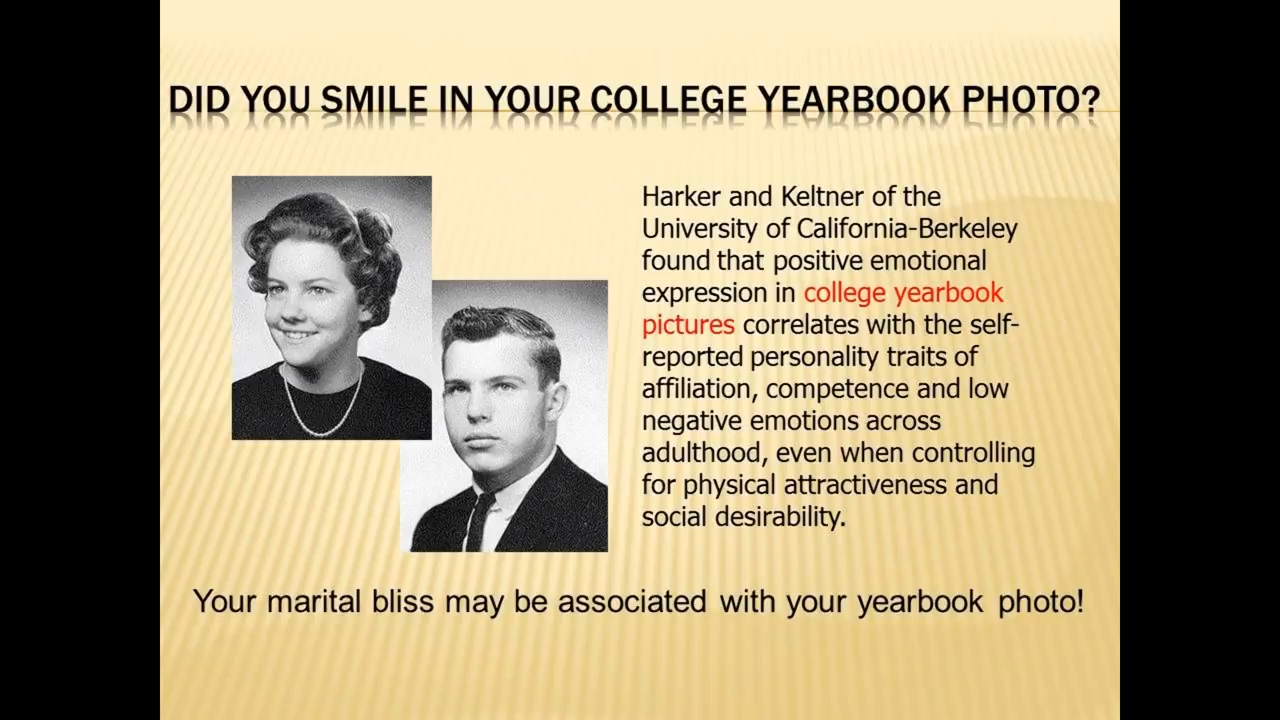 DID YOU SMILE IN YOUR COLLEGE YEARBOOK PHOTO?
Harker and Keltner of the
University of California-Berkeley
found that positive emotional
expression in college yearbook
pictures correlates with the self-
reported personality traits of
affiliation, competence and low
negative emotions across
adulthood, even when controlling
for physical attractiveness and
social desirability.
Your marital bliss may be associated with your yearbook photo!